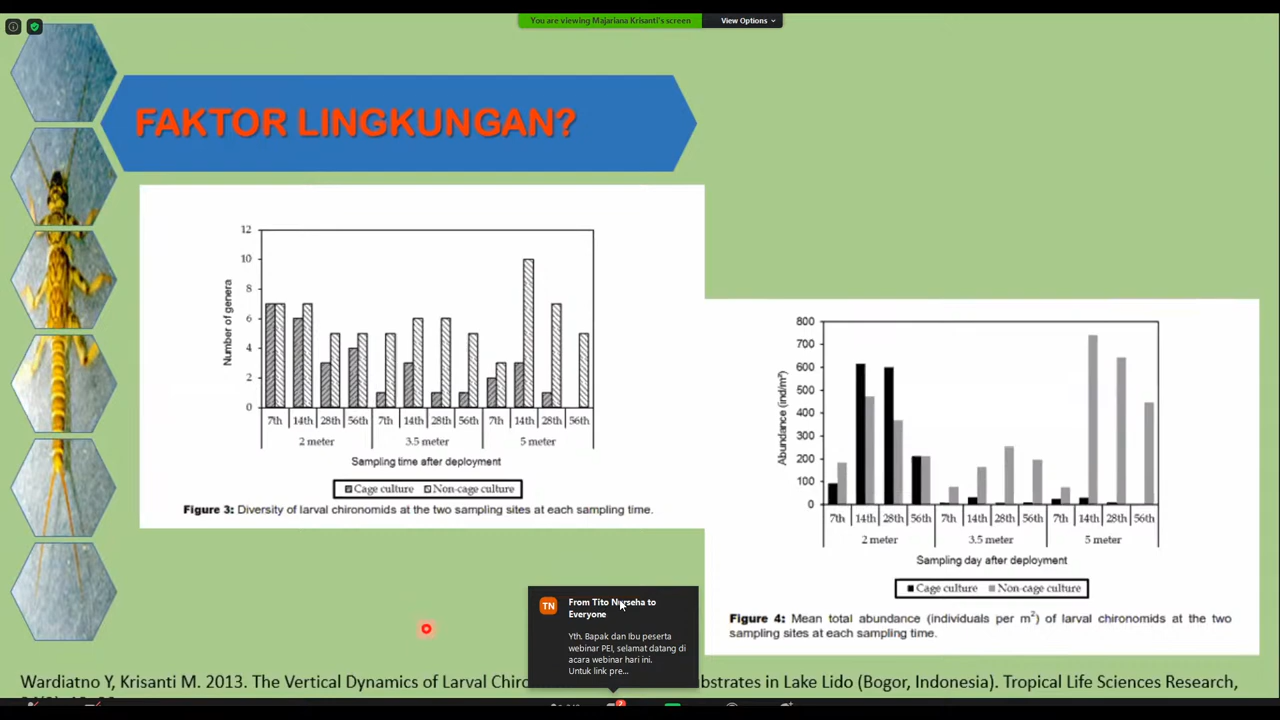 You are viewing Majariana Krisanti's screen
View Options
FAKTOR LINGKUNGAN?
12
10
8
6
4
2
0
Number of genera
7th 14th 28th 56th 7th 14th 28th 56th 7th 14th 28th 56th
2 meter 3.5 meter 5 meter
Sampling time after deployment
Cage culture Non-cage culture
Figure 3: Diversity of larval chironomids at the two sampling sites at each sampling time.
800
700
600
500
400
300
200
100
0
Abundance (ind/m²)
7th 14th 28th 56th 7th 14th 28th 56th 7th 14th 28th 56th
2 meter 3.5 meter 5 meter
Sampling day after deployment
Cage culture Non-cage culture
Figure 4: Mean total abundance (individuals per m²) of larval chironomids at the two
sampling sites at each sampling time.
TN
From Tito Nurseha to
Everyone
Yth. Bapak dan Ibu peserta
webinar PEI, selamat datang di
acara webinar hari ini.
Untuk link pre...
Wardiatno Y, Krisanti M. 2013. The Vertical Dynamics of Larval in Lake Lido (Bogor, Indonesia). Tropical Life Sciences Research,